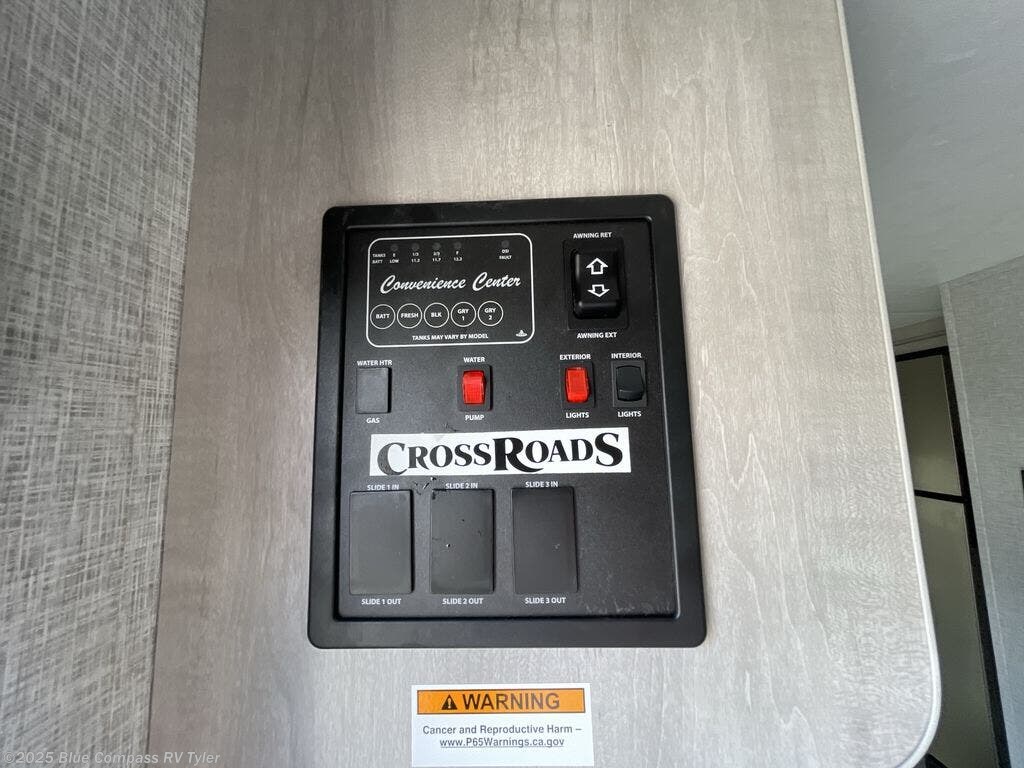 TANKS E 1/3 2/3 F DSI
BATT LOW 11.2 11.7 12.3 FAULT
Convenience Center
BATT FRESH BLK GRY 1 GRY 2
TANKS MAY VARY BY MODEL
AWNING RET
AWNING EXT
WATER HTR
GAS
WATER
PUMP
EXTERIOR
LIGHTS
INTERIOR
LIGHTS
CROSSROADS
SLIDE 1 IN SLIDE 2 IN SLIDE 3 IN
SLIDE 1 OUT SLIDE 2 OUT SLIDE 3 OUT
WARNING
Cancer and Reproductive Harm –
www.P65Warnings.ca.gov
©2025 Blue Compass RV Tyler